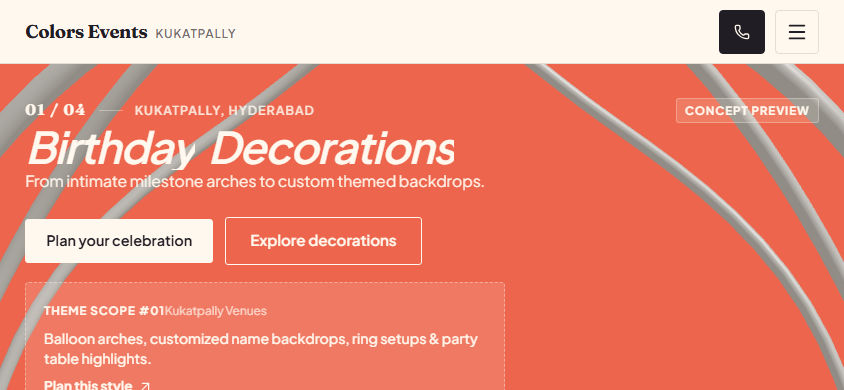 Colors Events KUKATPALLY
01 / 04 KUKATPALLY, HYDERABAD
CONCEPT PREVIEW
Birthday Decorations
From intimate milestone arches to custom themed backdrops.
Plan your celebration
Explore decorations
THEME SCOPE #01Kukatpally Venues
Balloon arches, customized name backdrops, ring setups & party
table highlights.
Plan this style